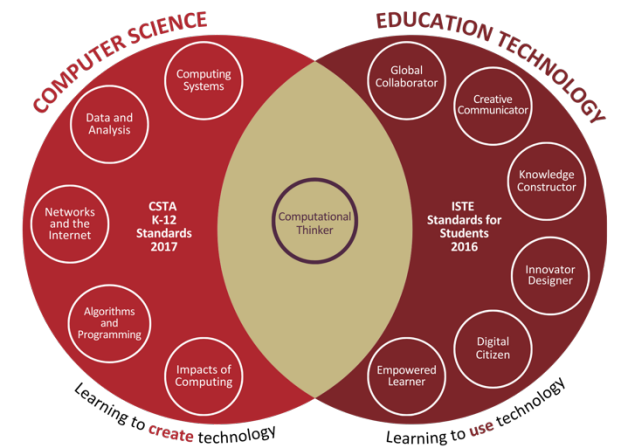 COMPUTER SCIENCE
EDUCATION TECHNOLOGY
Computing
Systems
Data and
Analysis
Networks
and the
Internet
Algorithms
and
Programming
Impacts of
Computing
CSTA
K-12
Standards
2017
Computational
Thinker
ISTE
Standards for
Students
2016
Global
Collaborator
Creative
Communicator
Knowledge
Constructor
Innovator
Designer
Digital
Citizen
Empowered
Learner
Learning to create technology
Learning to use technology